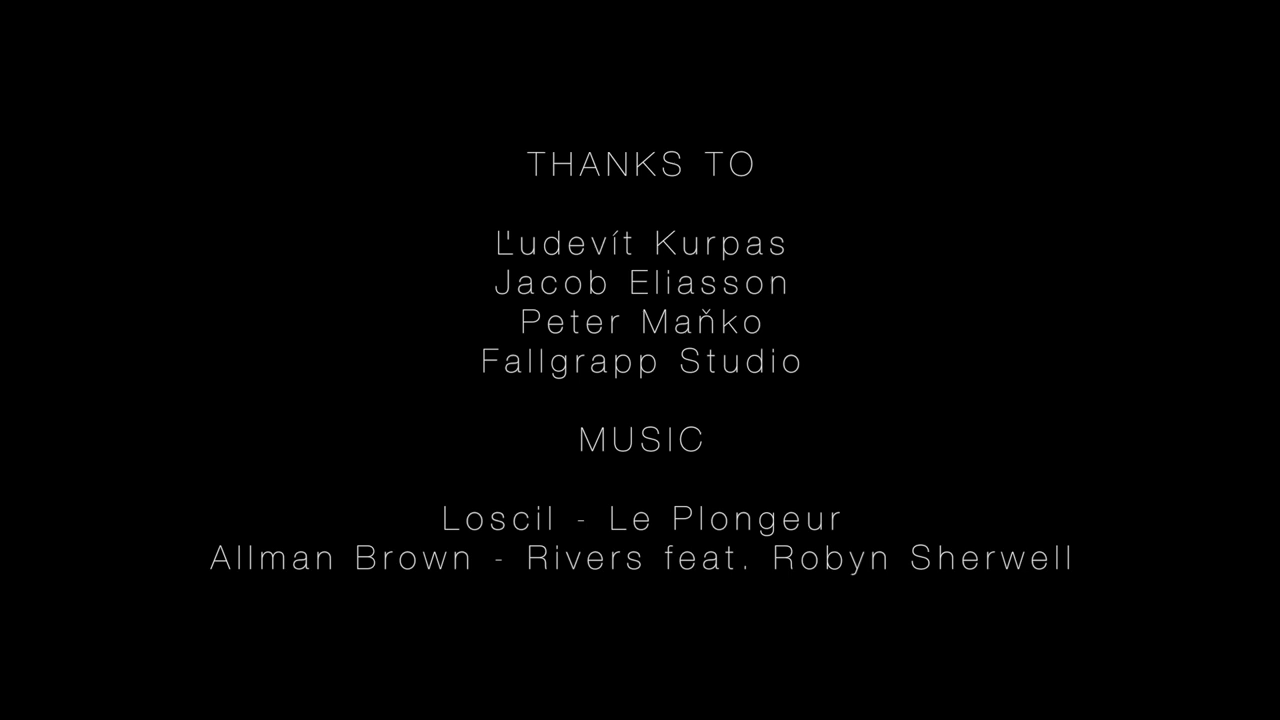 THANKS TO
Ľudevít Kurpas
Jacob Eliasson
Peter Maňko
Fallgrapp Studio
MUSIC
Loscil - Le Plongeur
Allman Brown - Rivers feat. Robyn Sherwell